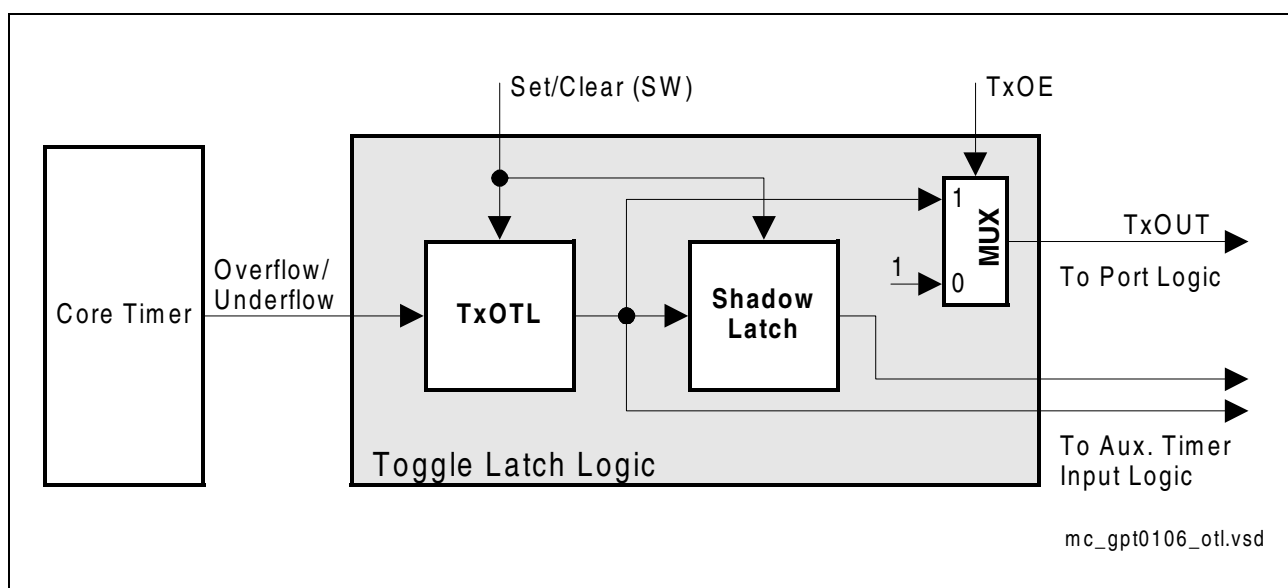 Set/Clear (SW)
TxOE
Core Timer
Overflow/
Underflow
TxOTL
Shadow
Latch
1
1
0
MUX
TxOUT
To Port Logic
To Aux. Timer
Input Logic
Toggle Latch Logic
mc_gpt0106_otl.vsd